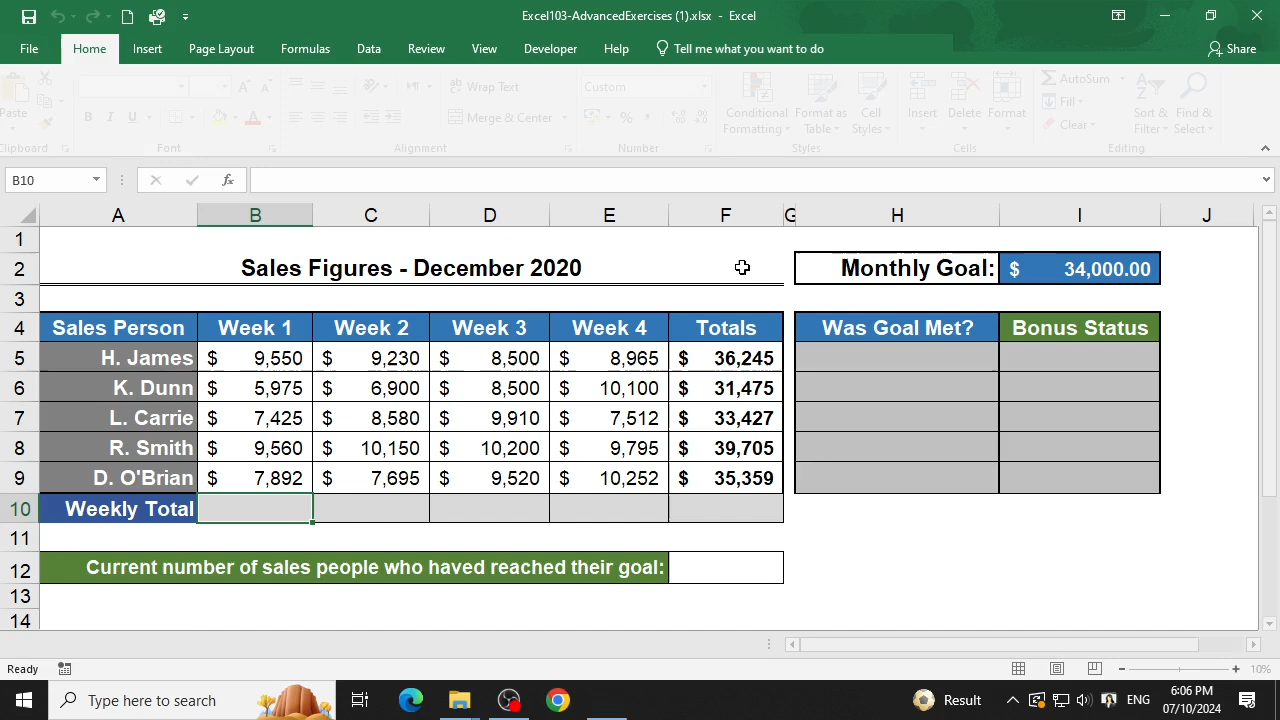 Excel103-AdvancedExercises (1).xlsx - Excel
File Home Insert Page Layout Formulas Data Review View Developer Help Tell me what you want to do Share
Paste
Wrap Text
Merge & Center
Custom
Conditional Formatting
Format as Table
Cell Styles
Insert
Delete
Format
AutoSum
Fill
Clear
Sort & Filter
Find & Select
Clipboard Font Alignment Number Styles Cells Editing
B10 fx
A B C D E F G H I J
1
2 Sales Figures - December 2020 Monthly Goal: $ 34,000.00
3
4 Sales Person Week 1 Week 2 Week 3 Week 4 Totals Was Goal Met? Bonus Status
5 H. James $ 9,550 $ 9,230 $ 8,500 $ 8,965 $ 36,245
6 K. Dunn $ 5,975 $ 6,900 $ 8,500 $ 10,100 $ 31,475
7 L. Carrie $ 7,425 $ 8,580 $ 9,910 $ 7,512 $ 33,427
8 R. Smith $ 9,560 $ 10,150 $ 10,200 $ 9,795 $ 39,705
9 D. O'Brian $ 7,892 $ 7,695 $ 9,520 $ 10,252 $ 35,359
10 Weekly Total
11
12 Current number of sales people who haved reached their goal:
13
14
Ready 10%
Type here to search Result ENG 6:06 PM
07/10/2024